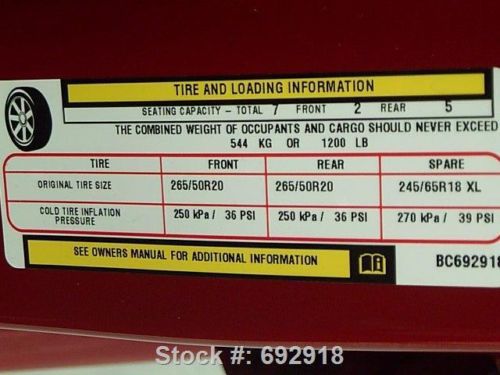 TIRE AND LOADING INFORMATION
SEATING CAPACITY - TOTAL 7 FRONT 2 REAR 5
THE COMBINED WEIGHT OF OCCUPANTS AND CARGO SHOULD NEVER EXCEED
544 KG OR 1200 LB
TIRE FRONT REAR SPARE
ORIGINAL TIRE SIZE 265/50R20 265/50R20 245/65R18 XL
COLD TIRE INFLATION PRESSURE 250 kPa / 36 PSI 250 kPa / 36 PSI 270 kPa / 39 PSI
SEE OWNERS MANUAL FOR ADDITIONAL INFORMATION BC692918
Stock #: 692918